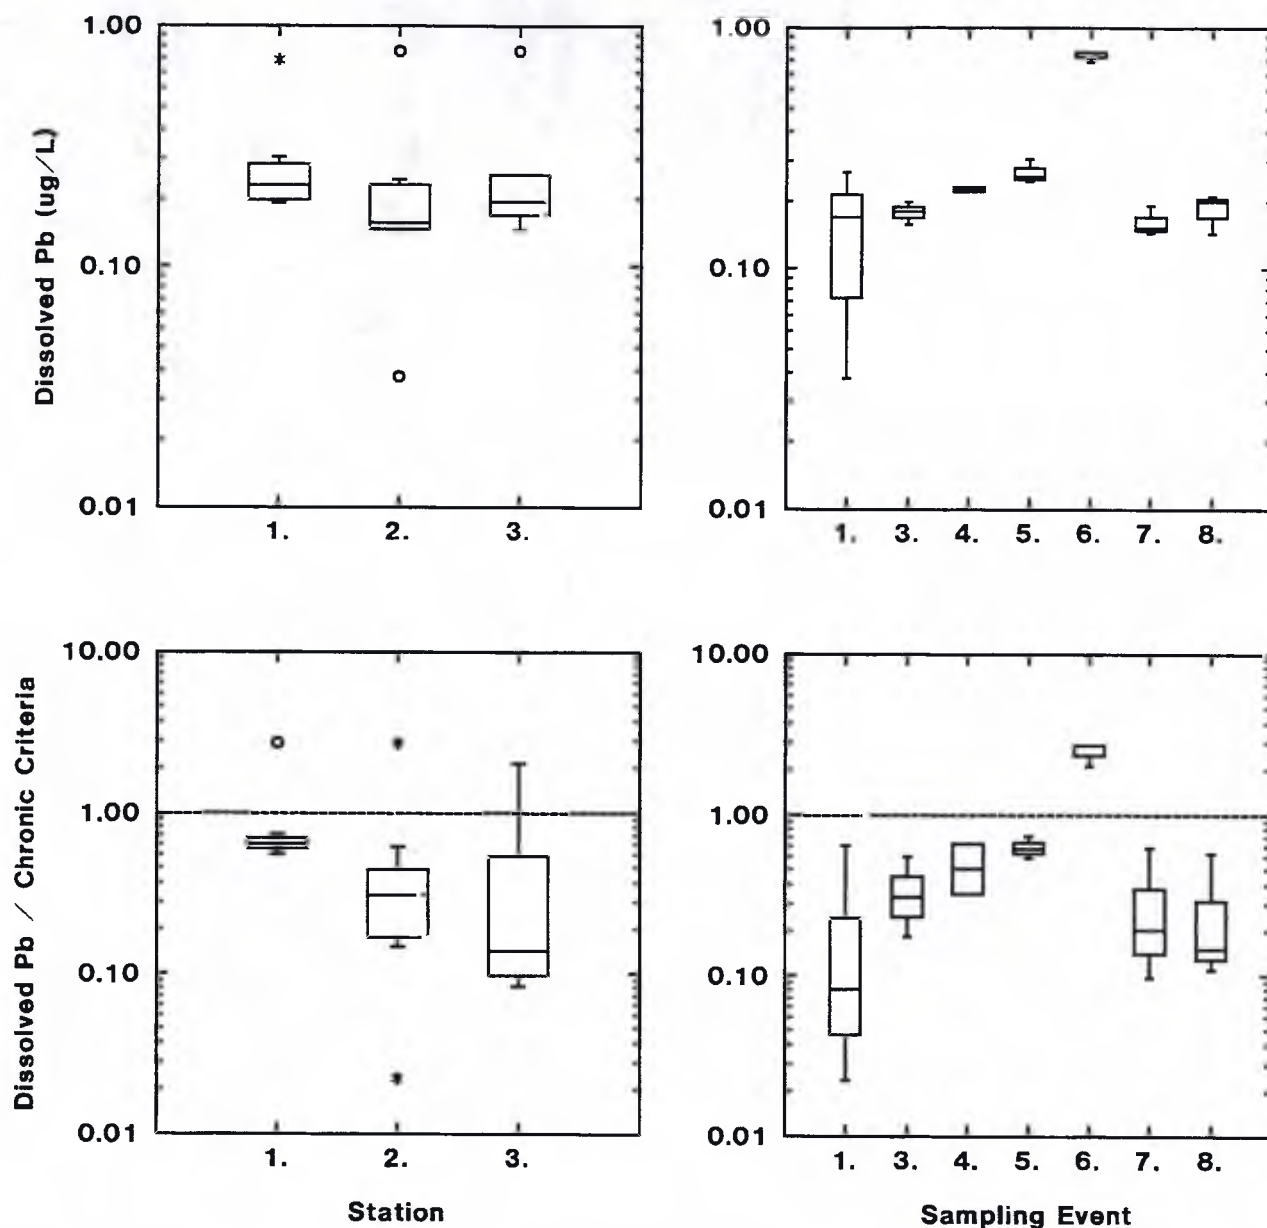 Dissolved Pb (ug/L)
1.00
0.10
0.01
1. 2. 3.
1.00
0.10
0.01
1. 3. 4. 5. 6. 7. 8.
Dissolved Pb / Chronic Criteria
10.00
1.00
0.10
0.01
1. 2. 3.
Station
10.00
1.00
0.10
0.01
1. 3. 4. 5. 6. 7. 8.
Sampling Event